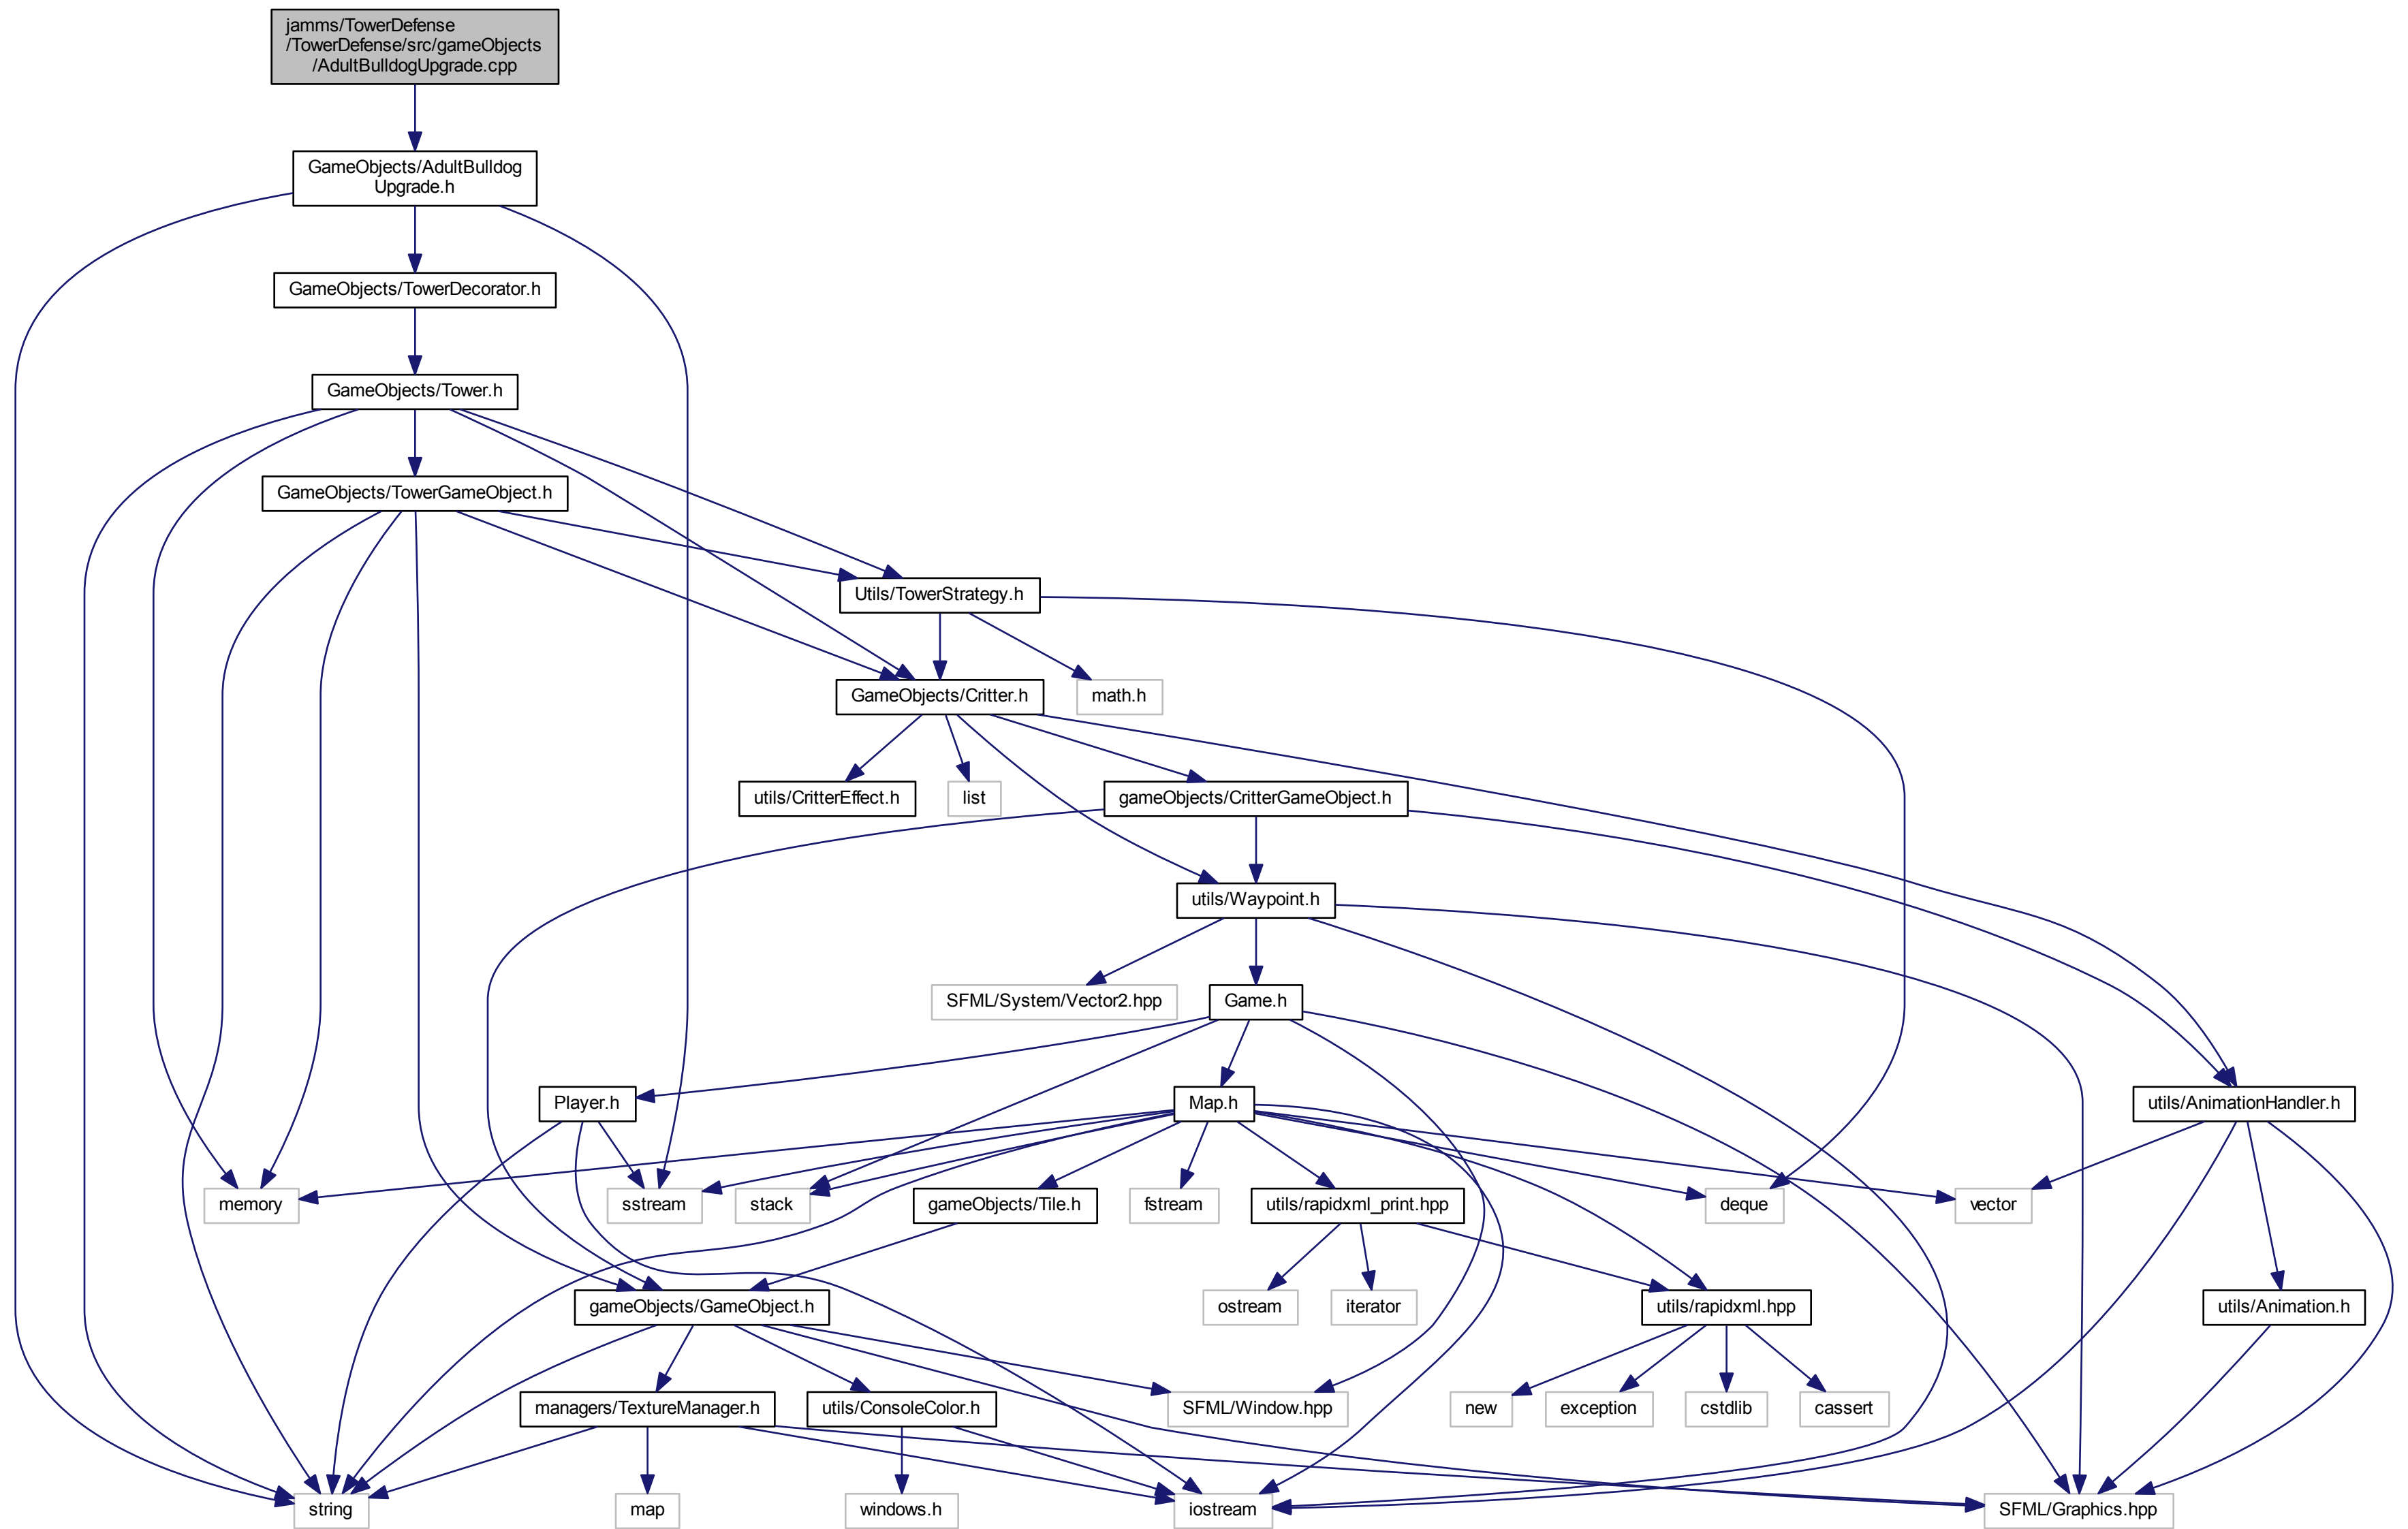 jamms/TowerDefense
/TowerDefense/src/gameObjects
/AdultBulldogUpgrade.cpp
GameObjects/AdultBulldog
Upgrade.h
GameObjects/TowerDecorator.h
GameObjects/Tower.h
GameObjects/TowerGameObject.h
Utils/TowerStrategy.h
GameObjects/Critter.h
math.h
utils/CritterEffect.h
list
gameObjects/CritterGameObject.h
utils/Waypoint.h
SFML/System/Vector2.hpp
Game.h
Player.h
Map.h
utils/AnimationHandler.h
memory
sstream
stack
gameObjects/Tile.h
fstream
utils/rapidxml_print.hpp
deque
vector
gameObjects/GameObject.h
ostream
iterator
utils/rapidxml.hpp
utils/Animation.h
managers/TextureManager.h
utils/ConsoleColor.h
SFML/Window.hpp
new
exception
cstdlib
cassert
string
map
windows.h
iostream
SFML/Graphics.hpp